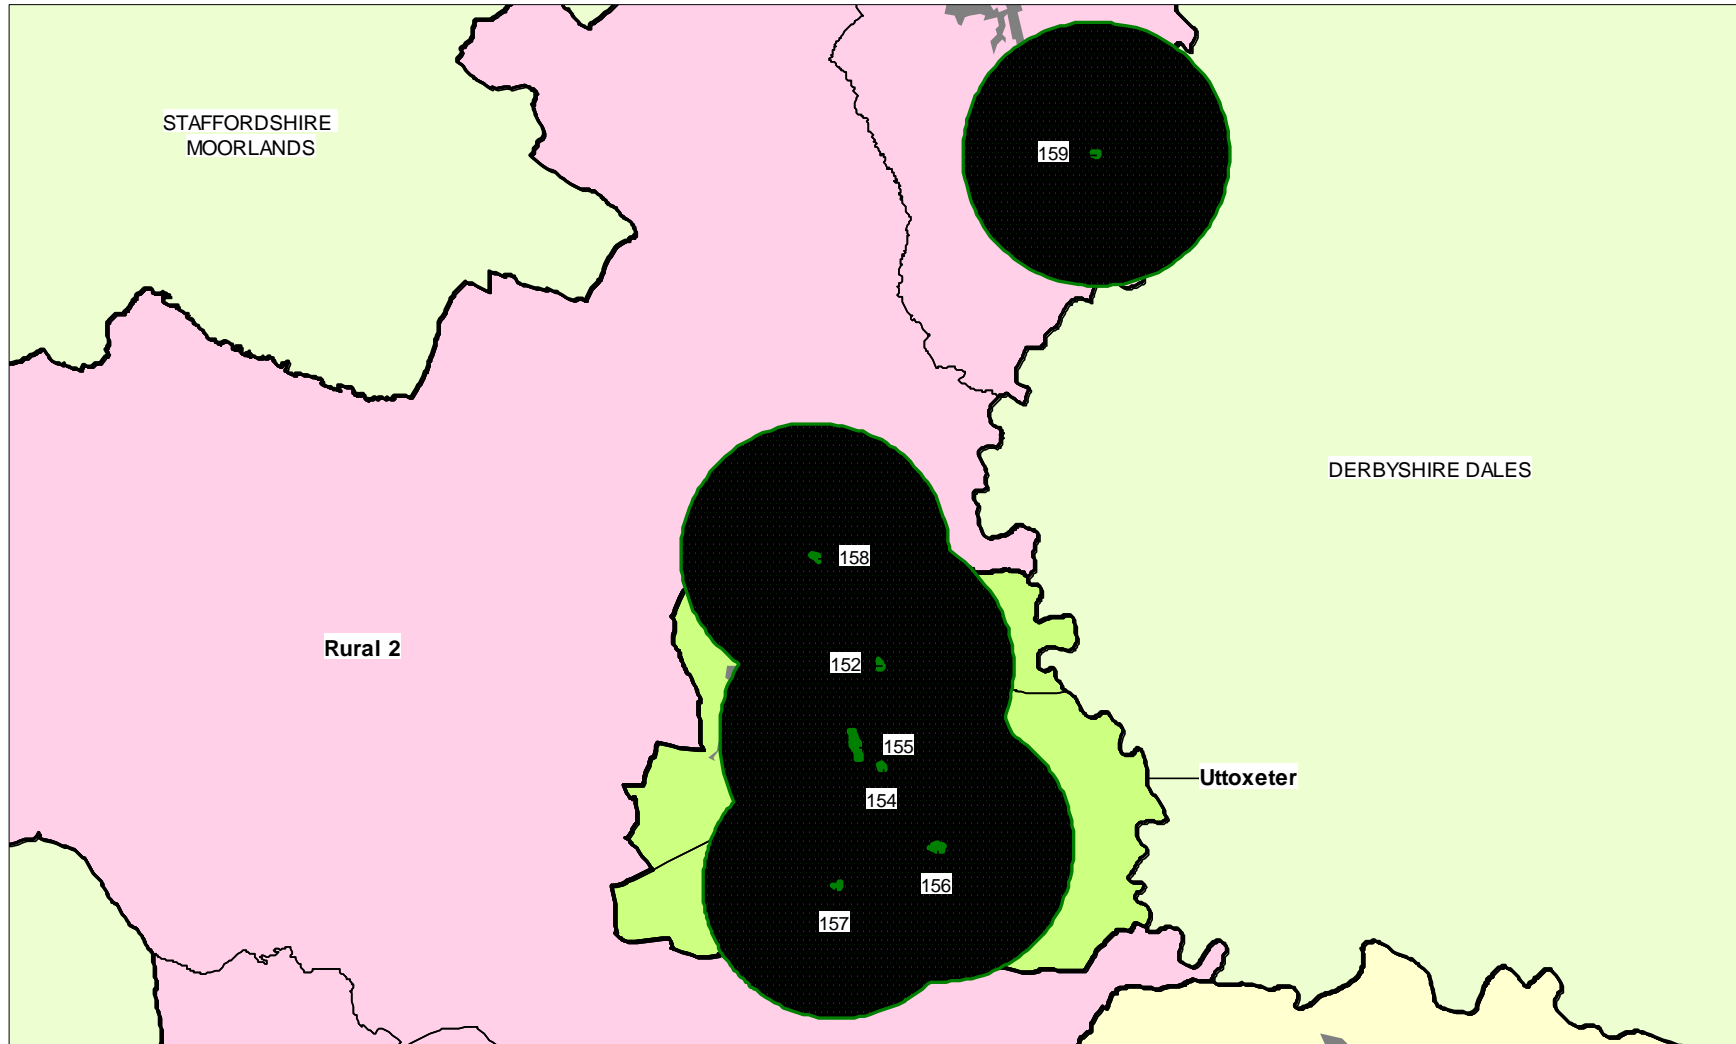 STAFFORDSHIRE
MOORLANDS
159
DERBYSHIRE DALES
158
Rural 2
152
155
Uttoxeter
154
156
157